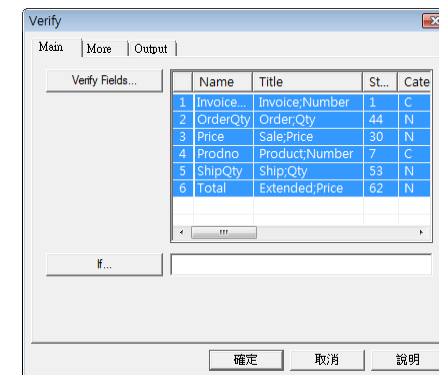 Verify
Main More Output
Verify Fields...
Name Title St... Cate
1 Invoice... Invoice;Number 1 C
2 OrderQty Order;Qty 44 N
3 Price Sale;Price 30 N
4 Prodno Product;Number 7 C
5 ShipQty Ship;Qty 53 N
6 Total Extended;Price 62 N
If...
確定 取消 說明